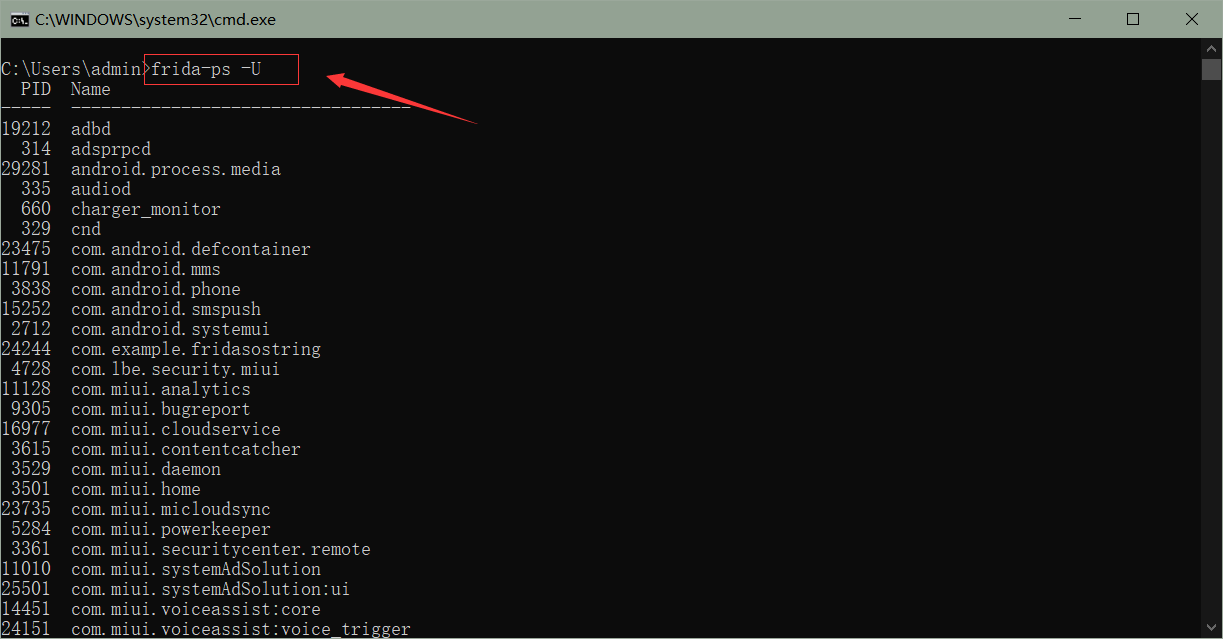 C:\WINDOWS\system32\cmd.exe
C:\Users\admin>frida-ps -U
  PID  Name
-----  ----------------------------------
19212  adbd
  314  adsprpcd
29281  android.process.media
  335  audiod
  660  charger_monitor
  329  cnd
23475  com.android.defcontainer
11791  com.android.mms
 3838  com.android.phone
15252  com.android.smspush
 2712  com.android.systemui
24244  com.example.fridasostring
 4728  com.lbe.security.miui
11128  com.miui.analytics
 9305  com.miui.bugreport
16977  com.miui.cloudservice
 3615  com.miui.contentcatcher
 3529  com.miui.daemon
 3501  com.miui.home
23735  com.miui.micloudsync
 5284  com.miui.powerkeeper
 3361  com.miui.securitycenter.remote
11010  com.miui.systemAdSolution
25501  com.miui.systemAdSolution:ui
14451  com.miui.voiceassist:core
24151  com.miui.voiceassist:voice_trigger